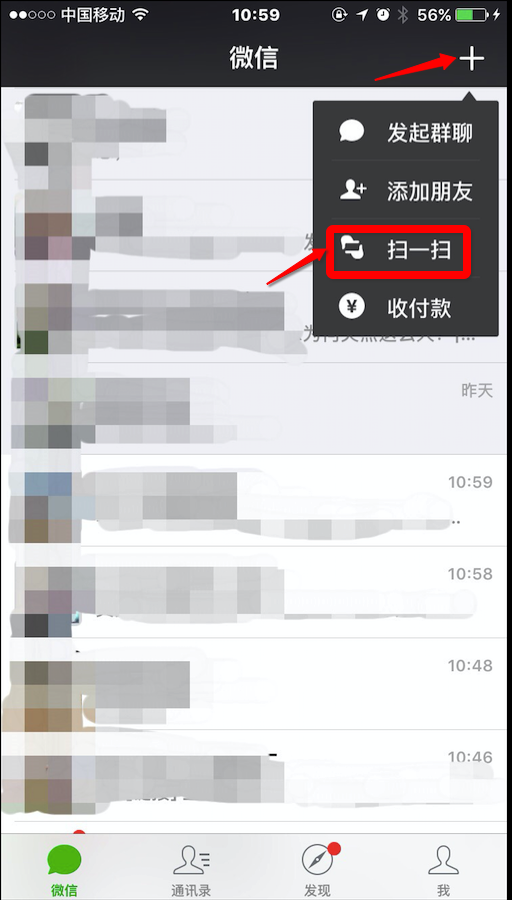 中国移动
10:59
56%
微信
发起群聊
添加朋友
扫一扫
收付款
昨天
10:59
10:58
10:48
10:46
微信
通讯录
发现
我